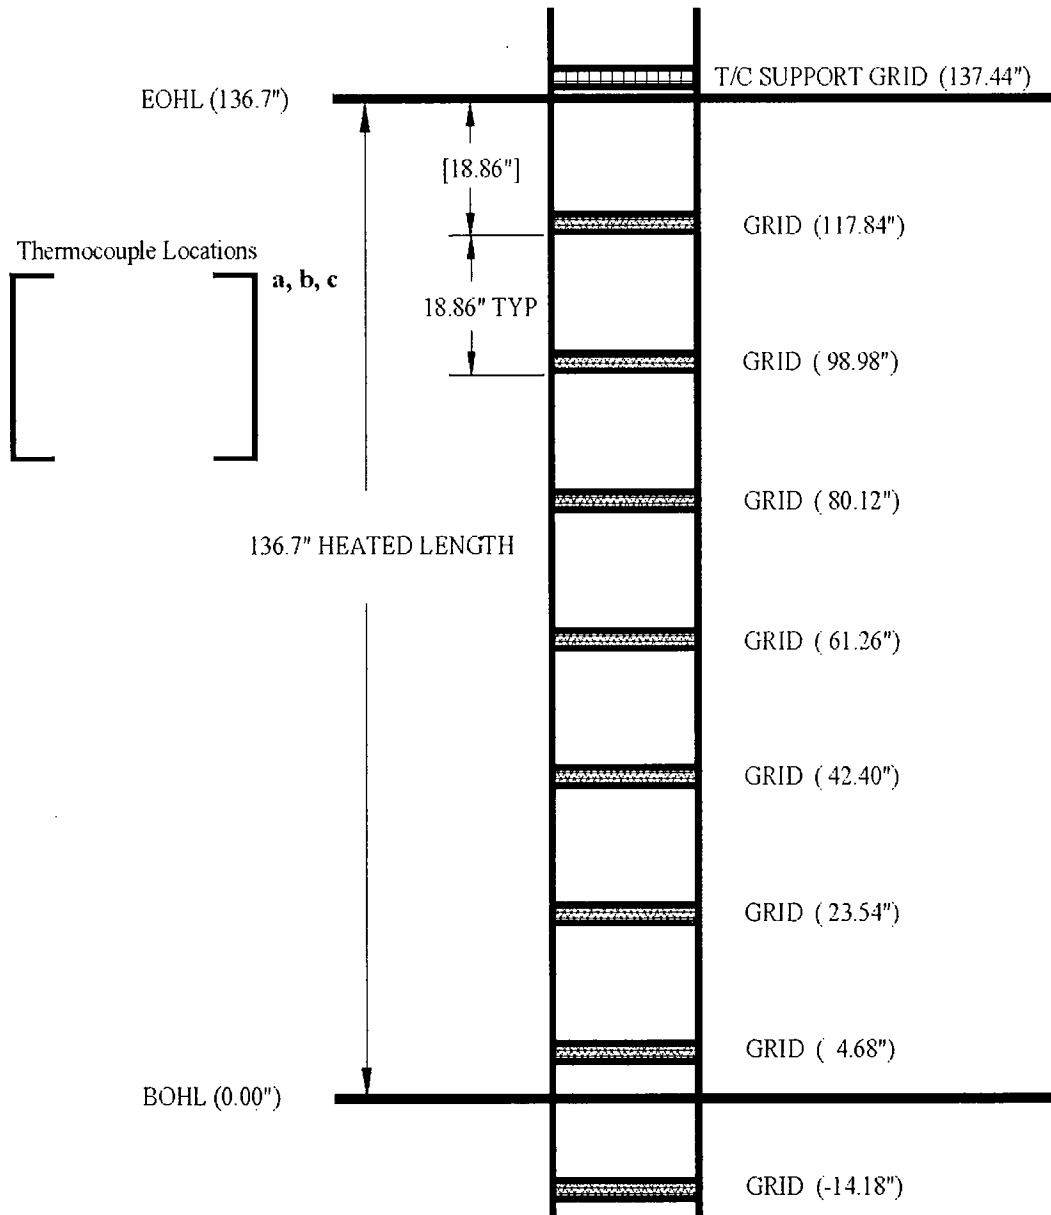 T/C SUPPORT GRID (137.44")
EOHL (136.7")
[18.86"]
GRID (117.84")
Thermocouple Locations
a, b, c
18.86" TYP
GRID ( 98.98")
GRID ( 80.12")
136.7" HEATED LENGTH
GRID ( 61.26")
GRID ( 42.40")
GRID ( 23.54")
GRID ( 4.68")
BOHL (0.00")
GRID (-14.18")